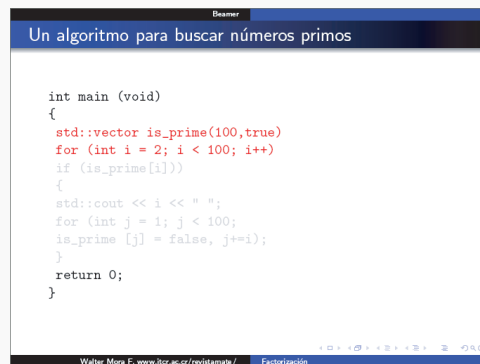 Beamer
Un algoritmo para buscar números primos
int main (void)
{
std::vector is_prime(100,true)
for (int i = 2; i < 100; i++)
if (is_prime[i]))
{
std::cout << i << " ";
for (int j = 1; j < 100;
is_prime [j] = false, j+=i);
}
return 0;
}
Walter Mora F. www.itcr.ac.cr/revistamate/ Factorización